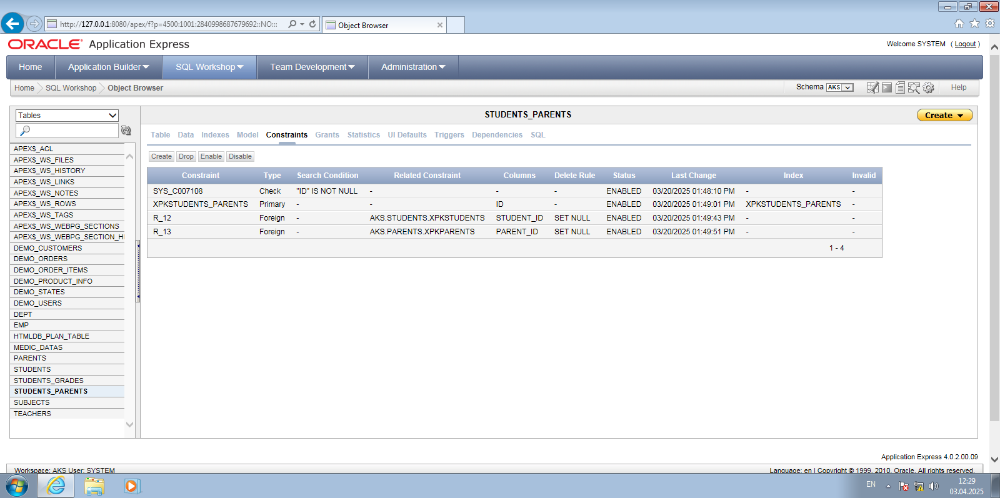 http://127.0.0.1:8080/apex/f?p=4500:1001:2840998687679692::NO:::
Object Browser
ORACLE Application Express
Welcome SYSTEM ( Logout )
Home Application Builder SQL Workshop Team Development Administration
Home SQL Workshop Object Browser Schema AKS Help
Tables
STUDENTS_PARENTS
Create
Table Data Indexes Model Constraints Grants Statistics UI Defaults Triggers Dependencies SQL
Create Drop Enable Disable
Constraint Type Search Condition Related Constraint Columns Delete Rule Status Last Change Index Invalid
SYS_C007108 Check "ID" IS NOT NULL - - - ENABLED 03/20/2025 01:48:10 PM - -
XPKSTUDENTS_PARENTS Primary - - ID - ENABLED 03/20/2025 01:49:01 PM XPKSTUDENTS_PARENTS -
R_12 Foreign - AKS.STUDENTS.XPKSTUDENTS STUDENT_ID SET NULL ENABLED 03/20/2025 01:49:43 PM - -
R_13 Foreign - AKS.PARENTS.XPKPARENTS PARENT_ID SET NULL ENABLED 03/20/2025 01:49:51 PM - -
1 - 4
APEX$_ACL
APEX$_WS_FILES
APEX$_WS_HISTORY
APEX$_WS_LINKS
APEX$_WS_NOTES
APEX$_WS_ROWS
APEX$_WS_TAGS
APEX$_WS_WEBPG_SECTIONS
APEX$_WS_WEBPG_SECTION_HI
DEMO_CUSTOMERS
DEMO_ORDERS
DEMO_ORDER_ITEMS
DEMO_PRODUCT_INFO
DEMO_STATES
DEMO_USERS
DEPT
EMP
HTMLDB_PLAN_TABLE
MEDIC_DATAS
PARENTS
STUDENTS
STUDENTS_GRADES
STUDENTS_PARENTS
SUBJECTS
TEACHERS
Application Express 4.0.2.00.09
Workspace: AKS User: SYSTEM
Language: en | Copyright © 1999, 2010, Oracle. All rights reserved.
EN
12:29
03.04.2025